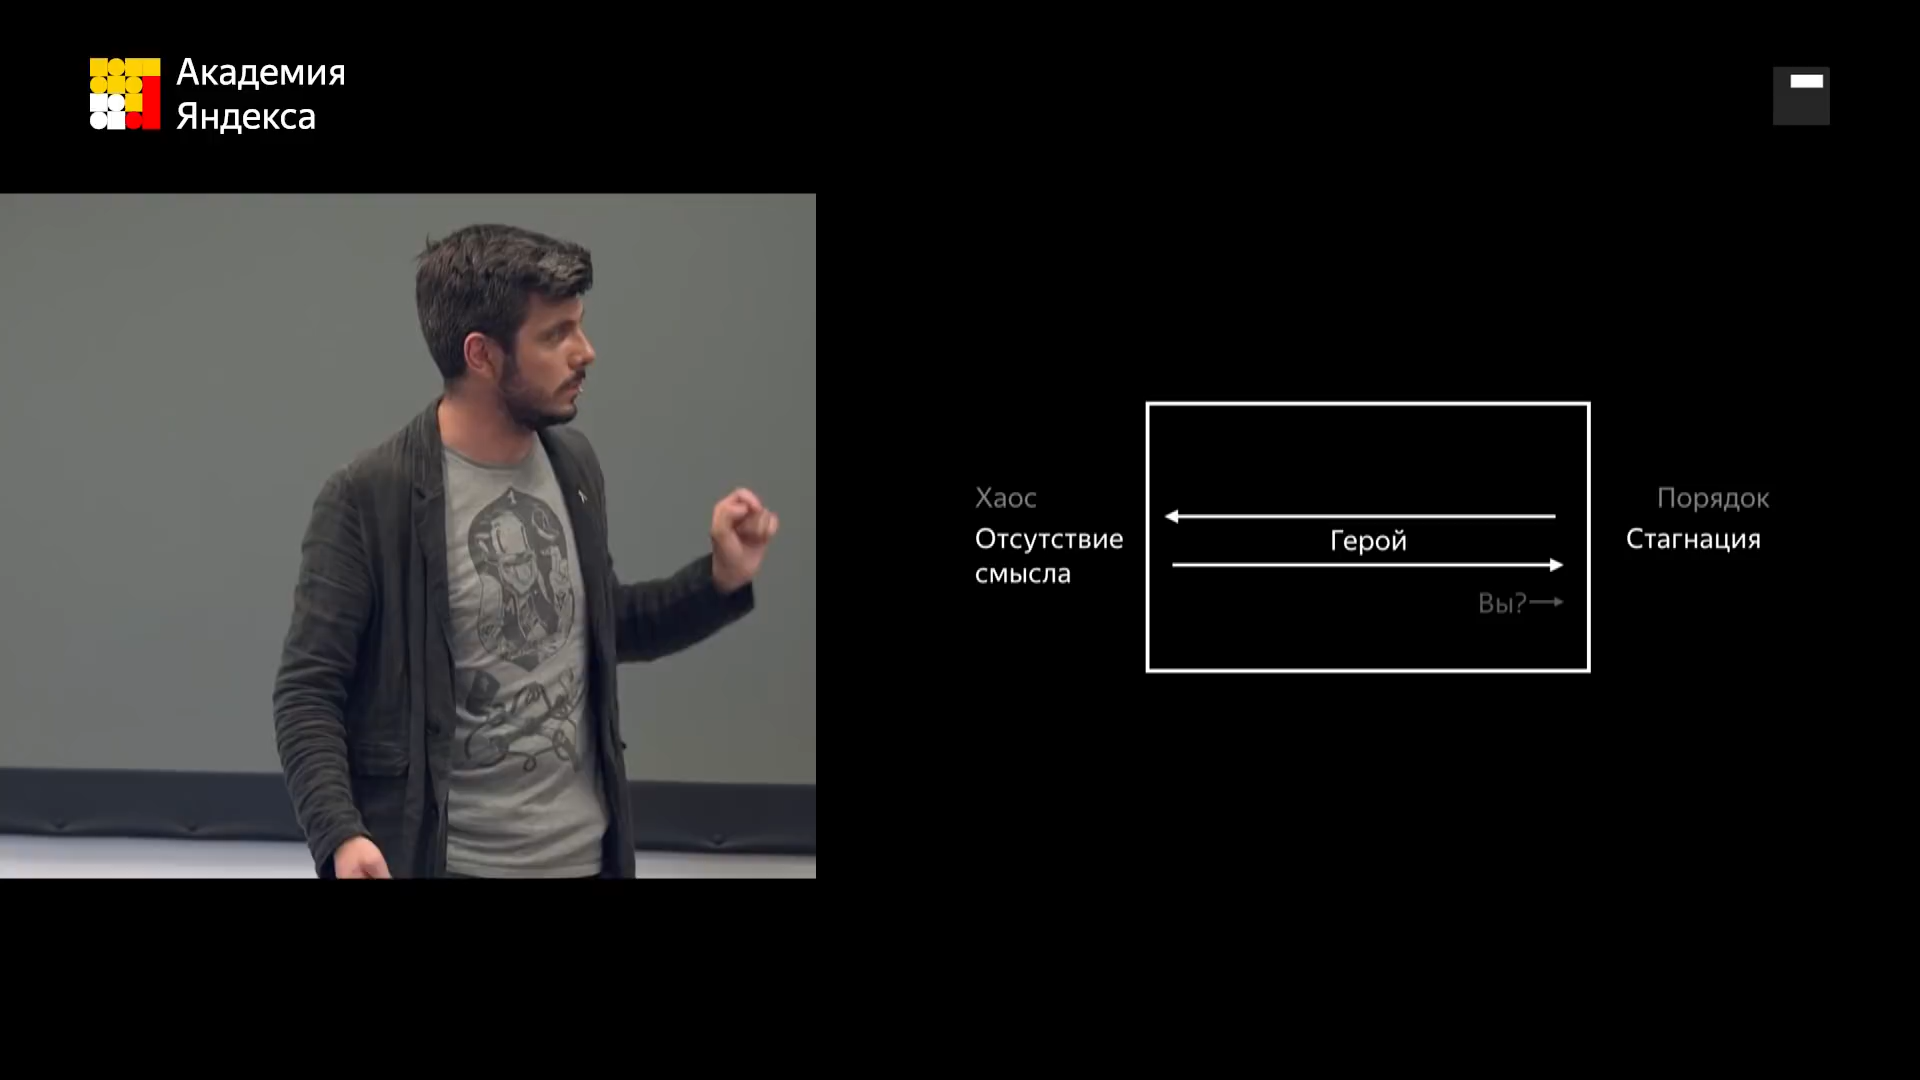 Академия
Яндекса
Хаос
Отсутствие
смысла
Герой
Вы?
Порядок
Стагнация